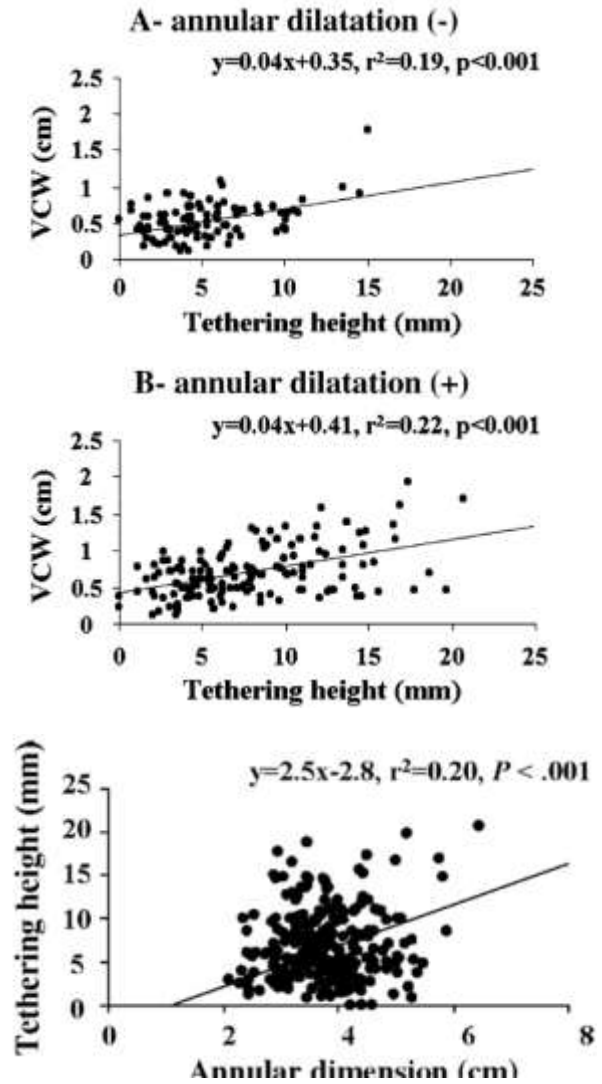 A- annular dilatation (-)
y=0.04x+0.35, r²=0.19, p<0.001
2.5
2
1.5
1
0.5
0
VCW (cm)
0 5 10 15 20 25
Tethering height (mm)
B- annular dilatation (+)
y=0.04x+0.41, r²=0.22, p<0.001
2.5
2
1.5
1
0.5
0
VCW (cm)
0 5 10 15 20 25
Tethering height (mm)
y=2.5x-2.8, r²=0.20, P < .001
25
20
15
10
5
0
Tethering height (mm)
0 2 4 6 8
Annular dimension (cm)